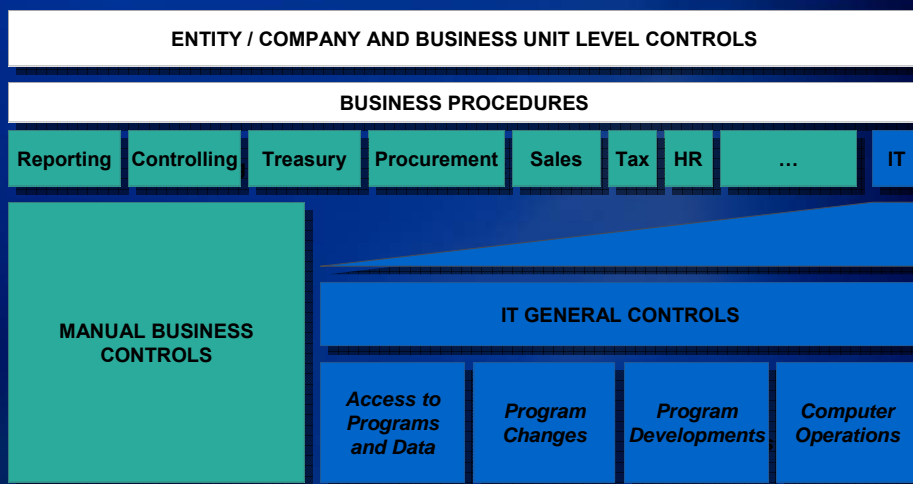 ENTITY / COMPANY AND BUSINESS UNIT LEVEL CONTROLS
BUSINESS PROCEDURES
Reporting
Controlling
Treasury
Procurement
Sales
Tax
HR
...
IT
MANUAL BUSINESS
CONTROLS
IT GENERAL CONTROLS
Access to
Programs
and Data
Program
Changes
Program
Developments
Computer
Operations